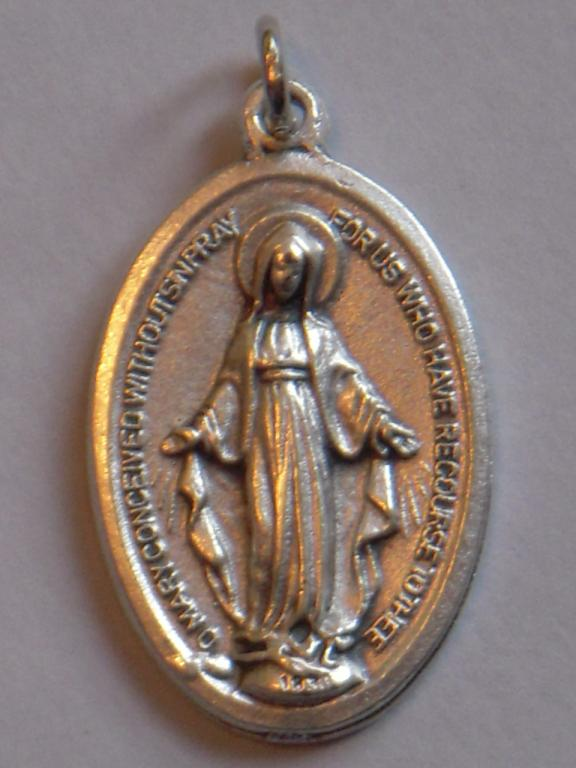 O MARY CONCEIVED WITHOUT SIN PRAY
FOR US WHO HAVE RECOURSE TO THEE